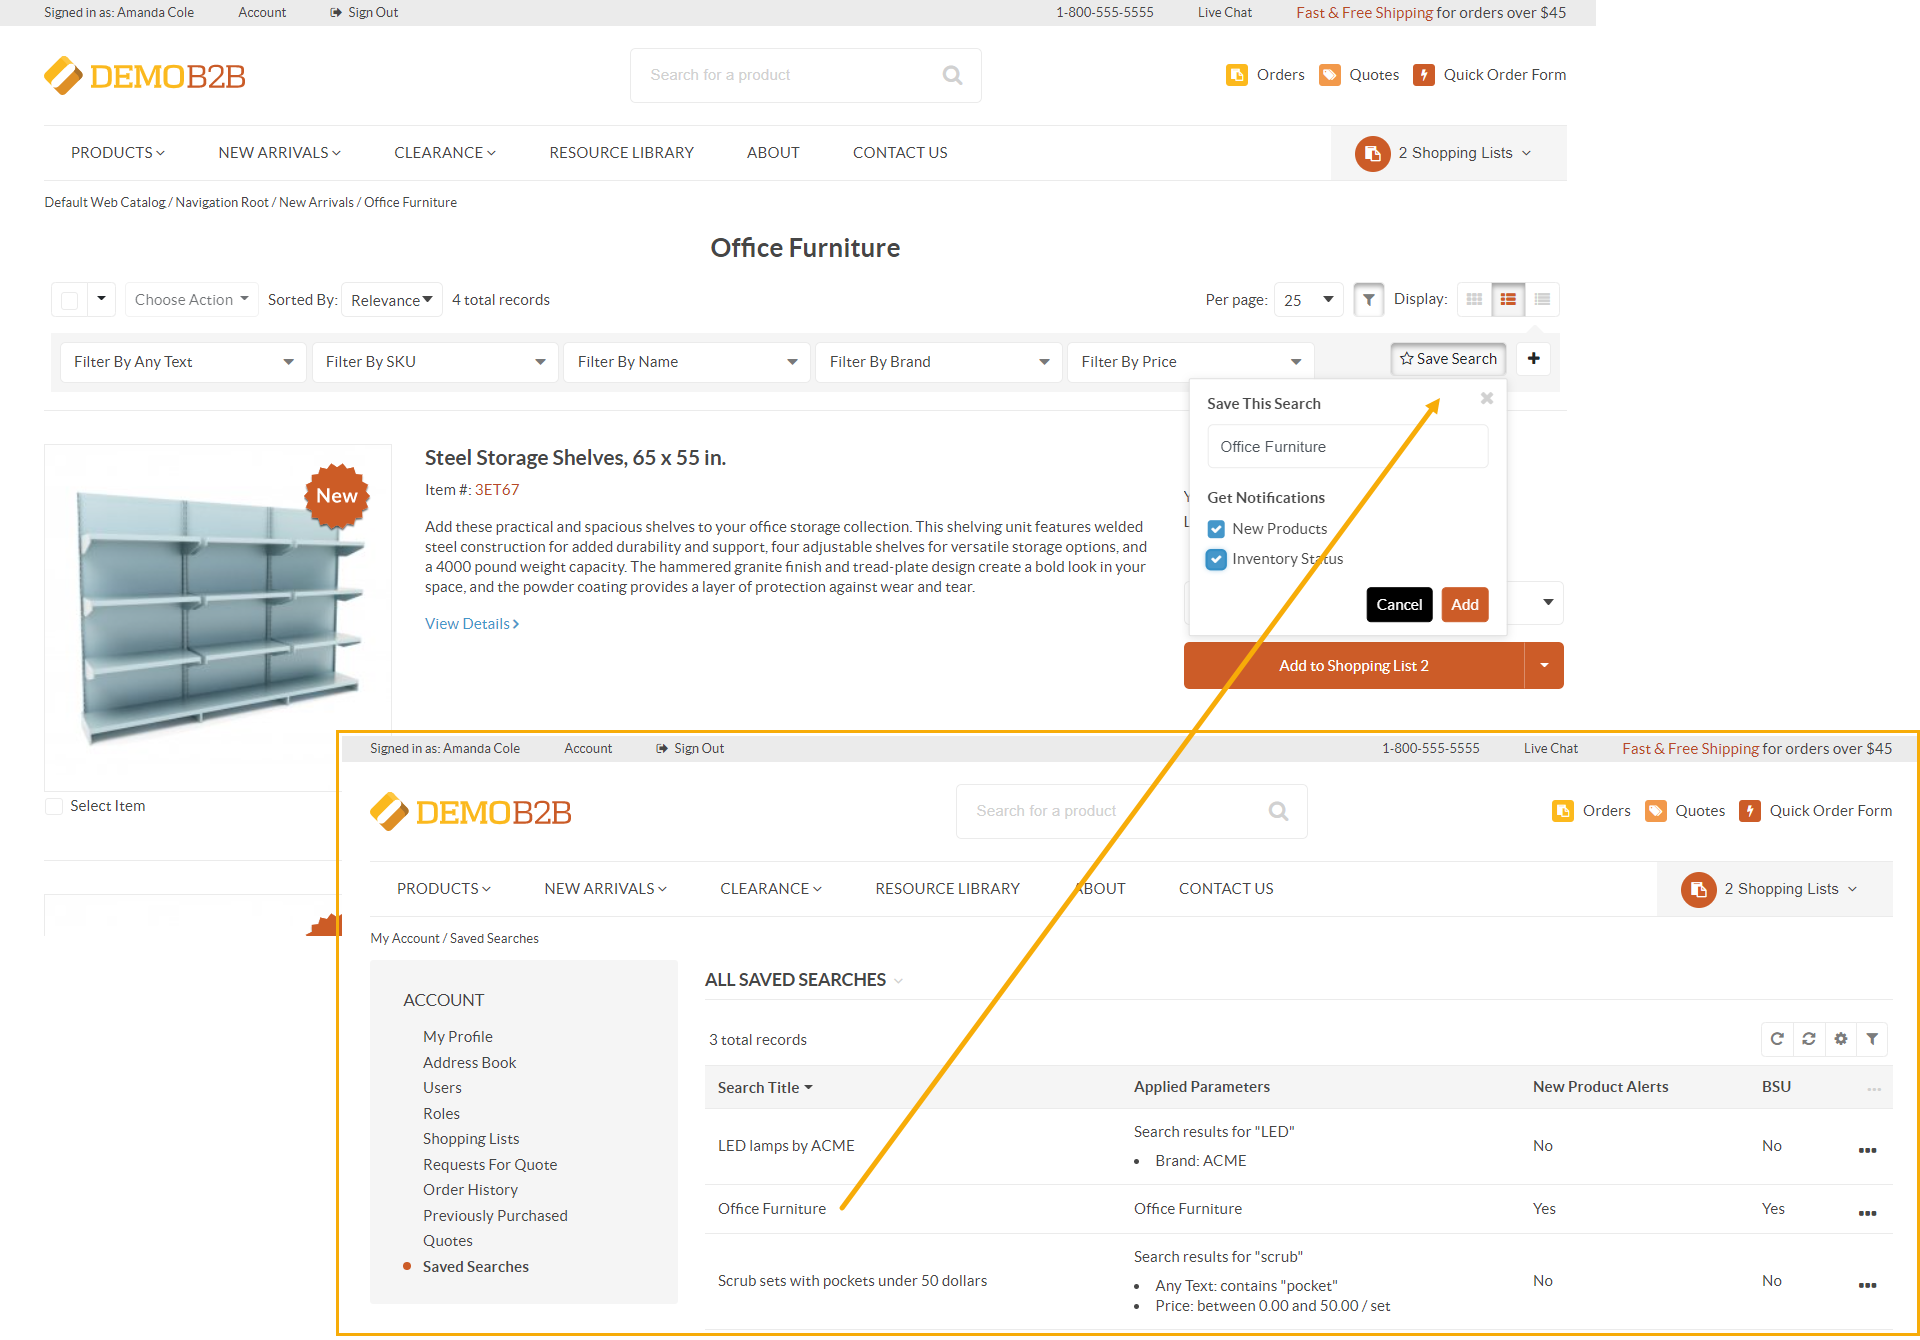 Signed in as: Amanda Cole Account Sign Out 1-800-555-5555 Live Chat Fast & Free Shipping for orders over $45
DEMOB2B Search for a product Orders Quotes Quick Order Form
PRODUCTS NEW ARRIVALS CLEARANCE RESOURCE LIBRARY ABOUT CONTACT US 2 Shopping Lists
Default Web Catalog / Navigation Root / New Arrivals / Office Furniture
Office Furniture
Choose Action Sorted By: Relevance 4 total records Per page: 25 Display:
Filter By Any Text Filter By SKU Filter By Name Filter By Brand Filter By Price Save Search
Save This Search
Office Furniture
Get Notifications
New Products
Inventory Status
Cancel Add
New
Steel Storage Shelves, 65 x 55 in.
Item #: 3ET67
Add these practical and spacious shelves to your office storage collection. This shelving unit features welded
steel construction for added durability and support, four adjustable shelves for versatile storage options, and
a 4000 pound weight capacity. The hammered granite finish and tread-plate design create a bold look in your
space, and the powder coating provides a layer of protection against wear and tear.
View Details
Add to Shopping List 2
Select Item
Signed in as: Amanda Cole Account Sign Out 1-800-555-5555 Live Chat Fast & Free Shipping for orders over $45
DEMOB2B Search for a product Orders Quotes Quick Order Form
PRODUCTS NEW ARRIVALS CLEARANCE RESOURCE LIBRARY ABOUT CONTACT US 2 Shopping Lists
My Account / Saved Searches
ACCOUNT
My Profile
Address Book
Users
Roles
Shopping Lists
Requests For Quote
Order History
Previously Purchased
Quotes
Saved Searches
ALL SAVED SEARCHES
3 total records
Search Title Applied Parameters New Product Alerts BSU
LED lamps by ACME Search results for "LED" No No
• Brand: ACME
Office Furniture Office Furniture Yes Yes
Scrub sets with pockets under 50 dollars Search results for "scrub" No No
• Any Text: contains "pocket"
• Price: between 0.00 and 50.00 / set